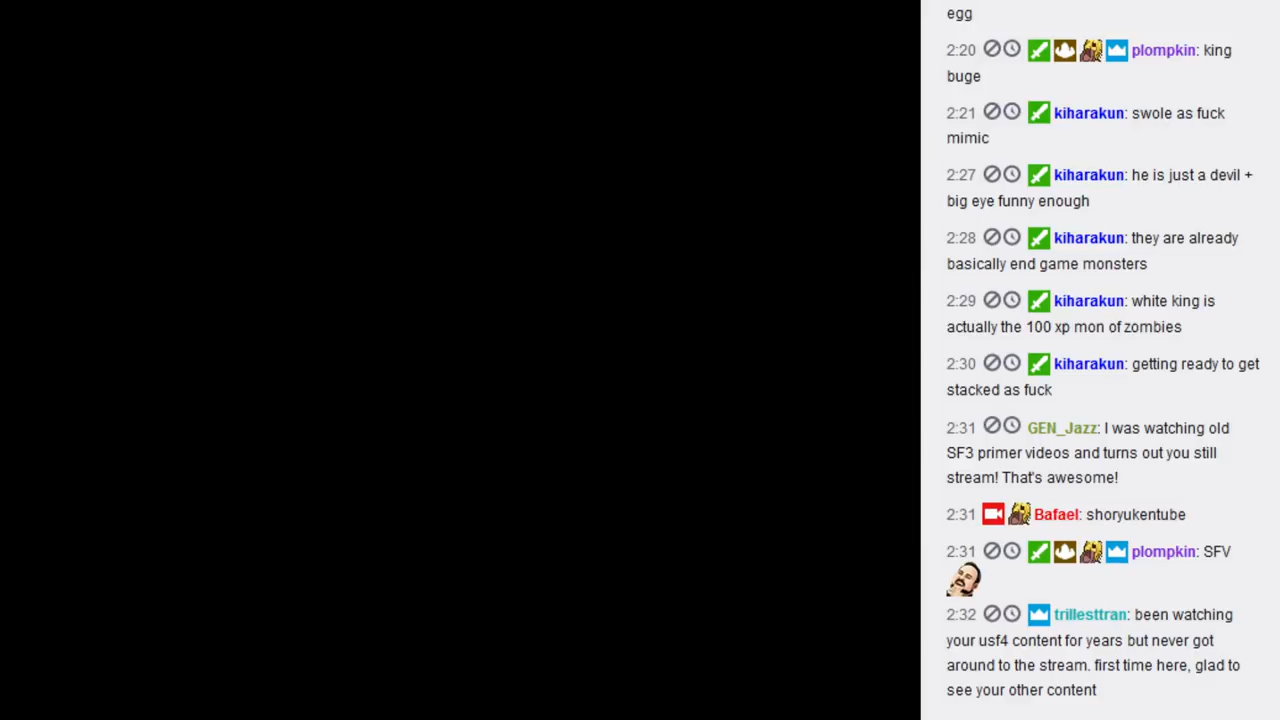 egg
2:20 plompkin: king
buge
2:21 kiharakun: swole as fuck
mimic
2:27 kiharakun: he is just a devil +
big eye funny enough
2:28 kiharakun: they are already
basically end game monsters
2:29 kiharakun: white king is
actually the 100 xp mon of zombies
2:30 kiharakun: getting ready to get
stacked as fuck
2:31 GEN_Jazz: I was watching old
SF3 primer videos and turns out you still
stream! That's awesome!
2:31 Bafael: shoryukentube
2:31 plompkin: SFV
2:32 trillesttran: been watching
your usf4 content for years but never got
around to the stream. first time here, glad to
see your other content